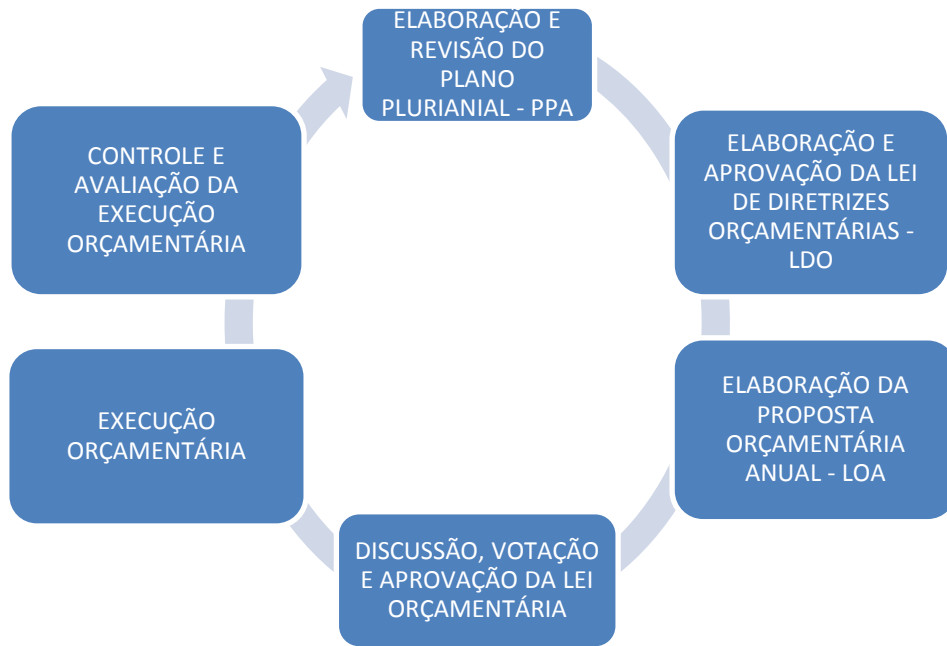 ELABORAÇÃO E
REVISÃO DO
PLANO
PLURIANIAL - PPA
ELABORAÇÃO E
APROVAÇÃO DA LEI
DE DIRETRIZES
ORÇAMENTÁRIAS -
LDO
ELABORAÇÃO DA
PROPOSTA
ORÇAMENTÁRIA
ANUAL - LOA
DISCUSSÃO, VOTAÇÃO
E APROVAÇÃO DA LEI
ORÇAMENTÁRIA
EXECUÇÃO
ORÇAMENTÁRIA
CONTROLE E
AVALIAÇÃO DA
EXECUÇÃO
ORÇAMENTÁRIA